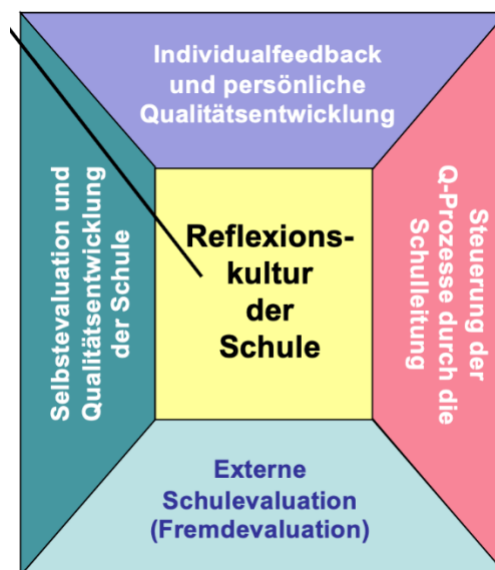 Individualfeedback
und persönliche
Qualitätsentwicklung
Selbstevaluation und
Qualitätsentwicklung
der Schule
Reflexions-
kultur
der
Schule
Steuerung der
Q-Prozesse durch die
Schulleitung
Externe
Schulevaluation
(Fremdevaluation)